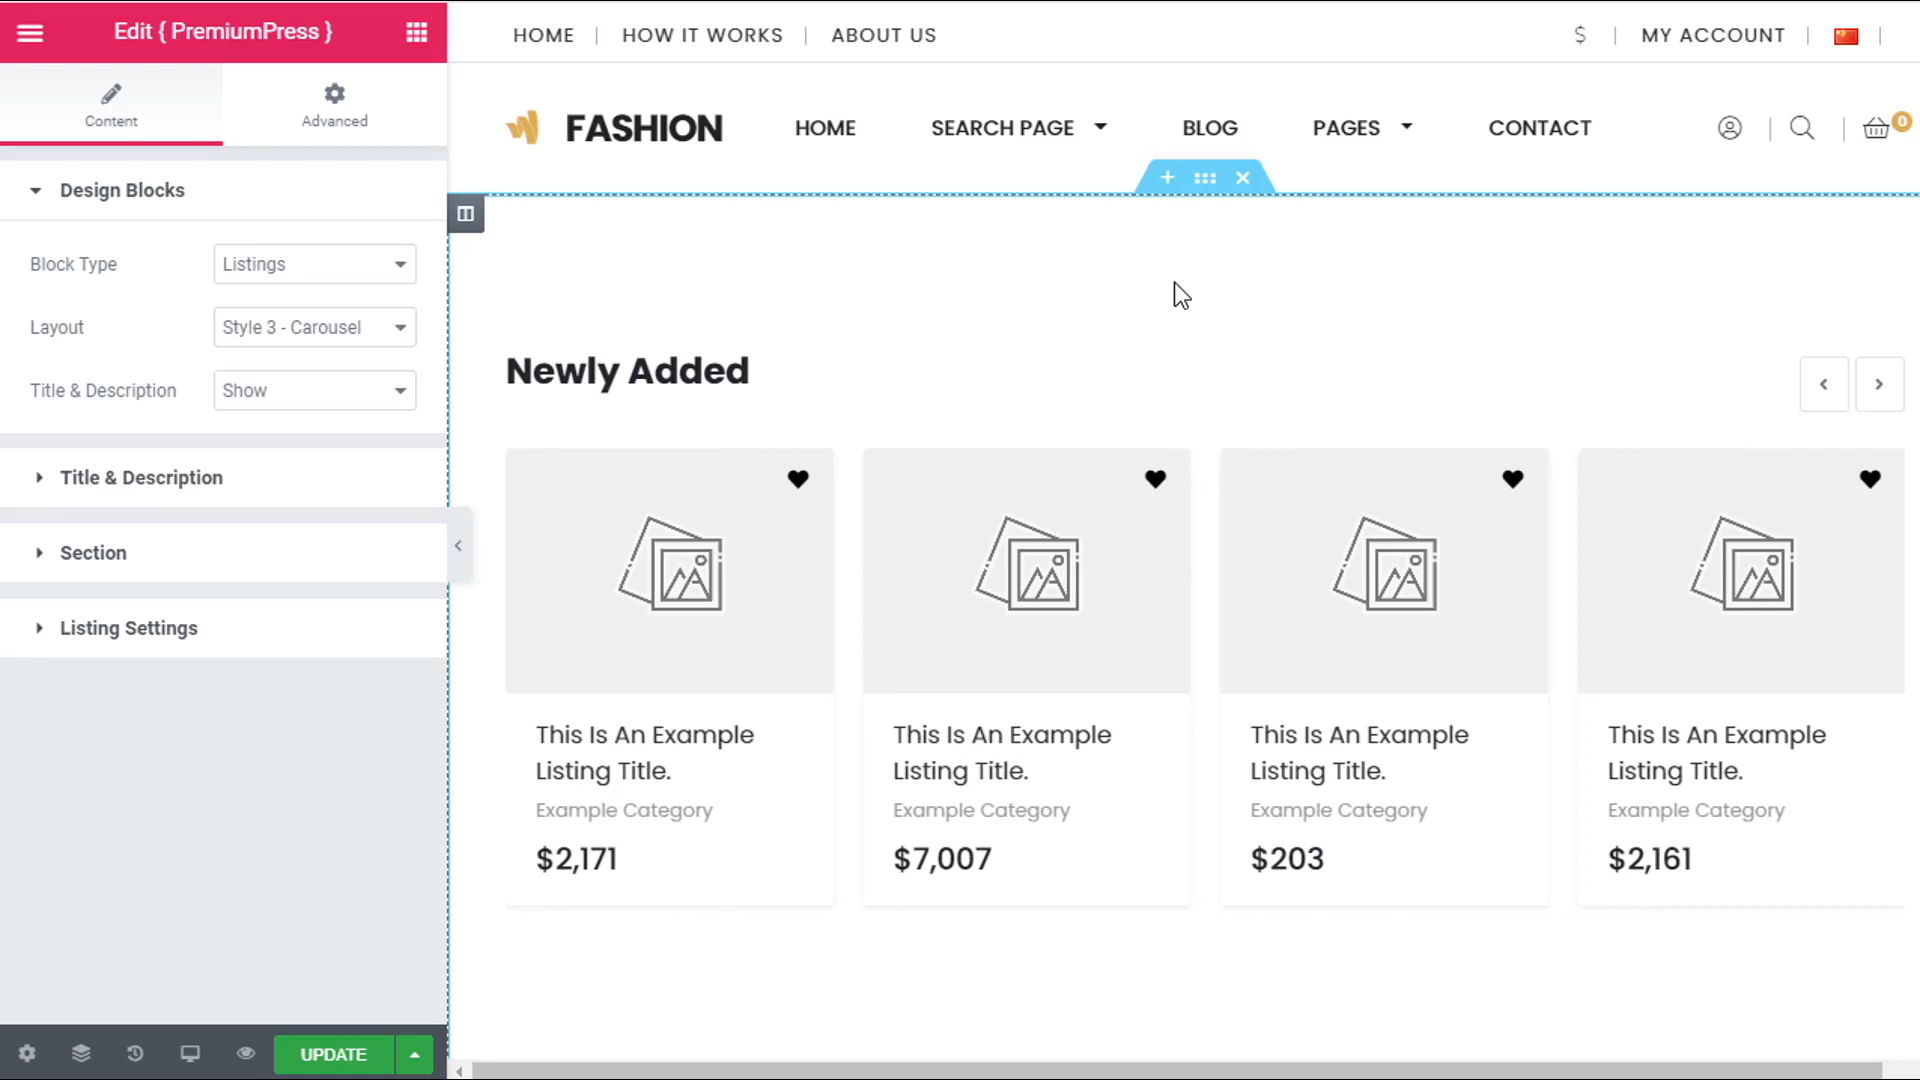 Edit { PremiumPress }
Content
Advanced
Design Blocks
Block Type
Listings
Layout
Style 3 - Carousel
Title & Description
Show
Title & Description
Section
Listing Settings
UPDATE
HOME | HOW IT WORKS | ABOUT US
$ | MY ACCOUNT | |
FASHION
HOME
SEARCH PAGE
BLOG
PAGES
CONTACT
0
Newly Added
This Is An Example
Listing Title.
Example Category
$2,171
This Is An Example
Listing Title.
Example Category
$7,007
This Is An Example
Listing Title.
Example Category
$203
This Is An Example
Listing Title.
Example Category
$2,161